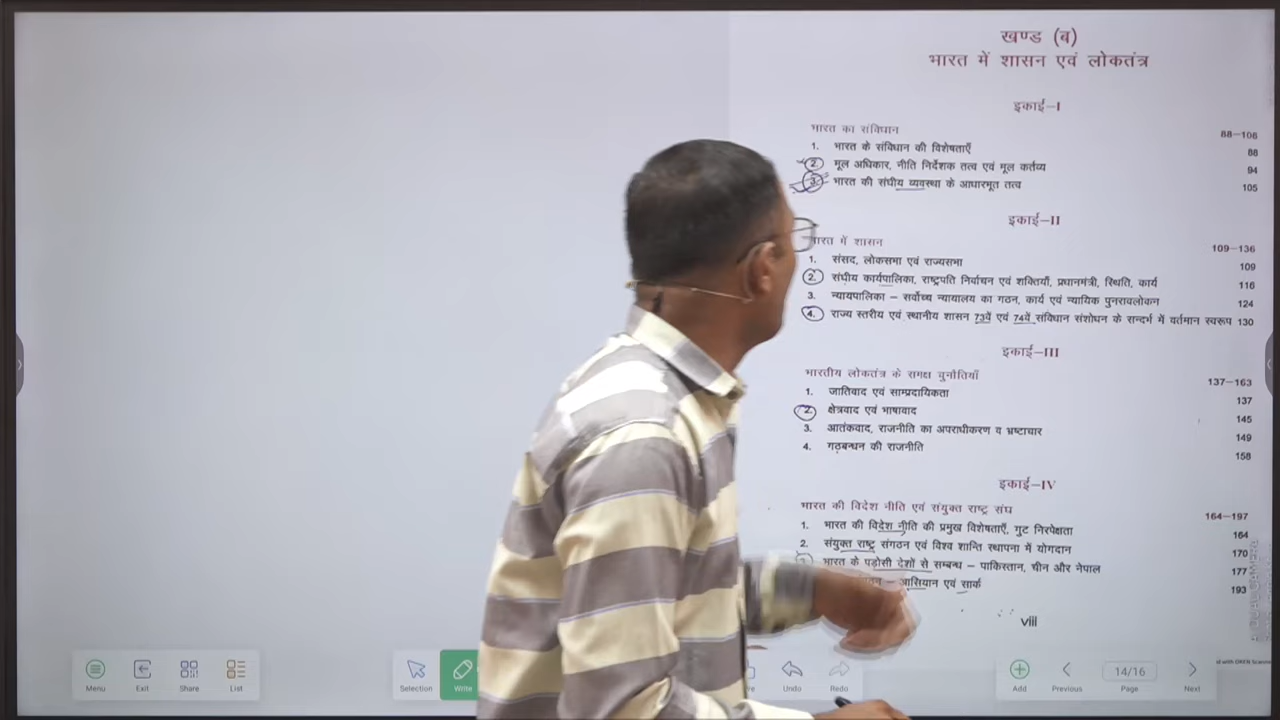 खण्ड (ब)
भारत में शासन एवं लोकतंत्र
इकाई–I
भारत का संविधान 88–108
1. भारत के संविधान की विशेषताएँ 88
2. मूल अधिकार, नीति निर्देशक तत्व एवं मूल कर्तव्य 94
3. भारत की संघीय व्यवस्था के आधारभूत तत्व 105
इकाई–II
भारत में शासन 109–136
1. संसद, लोकसभा एवं राज्यसभा 109
2. संघीय कार्यपालिका, राष्ट्रपति निर्वाचन एवं शक्तियाँ, प्रधानमंत्री, स्थिति, कार्य 116
3. न्यायपालिका – सर्वोच्च न्यायालय का गठन, कार्य एवं न्यायिक पुनरावलोकन 124
4. राज्य स्तरीय एवं स्थानीय शासन 73वें एवं 74वें संविधान संशोधन के सन्दर्भ में वर्तमान स्वरूप 130
इकाई–III
भारतीय लोकतंत्र के समक्ष चुनौतियाँ 137–163
1. जातिवाद एवं साम्प्रदायिकता 137
2. क्षेत्रवाद एवं भाषावाद 145
3. आतंकवाद, राजनीति का अपराधीकरण व भ्रष्टाचार 149
4. गठबन्धन की राजनीति 158
इकाई–IV
भारत की विदेश नीति एवं संयुक्त राष्ट्र संघ 164–197
1. भारत की विदेश नीति की प्रमुख विशेषताएँ, गुट निरपेक्षता 164
2. संयुक्त राष्ट्र संगठन एवं विश्व शान्ति स्थापना में योगदान 170
भारत के पड़ोसी देशों से सम्बन्ध – पाकिस्तान, चीन और नेपाल 177
– आसियान एवं सार्क 193
viii
Menu Exit Share List Selection Write Undo Redo Add Previous 14/16 Page Next